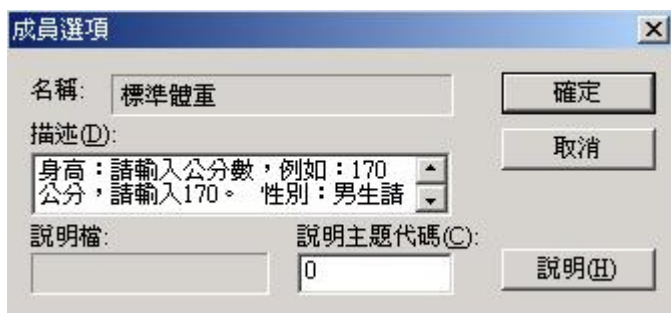 成員選項
名稱:
標準體重
確定
描述(D):
取消
身高：請輸入公分數，例如：170
公分，請輸入170。 性別：男生請
說明檔:
說明主題代碼(C):
0
說明(H)